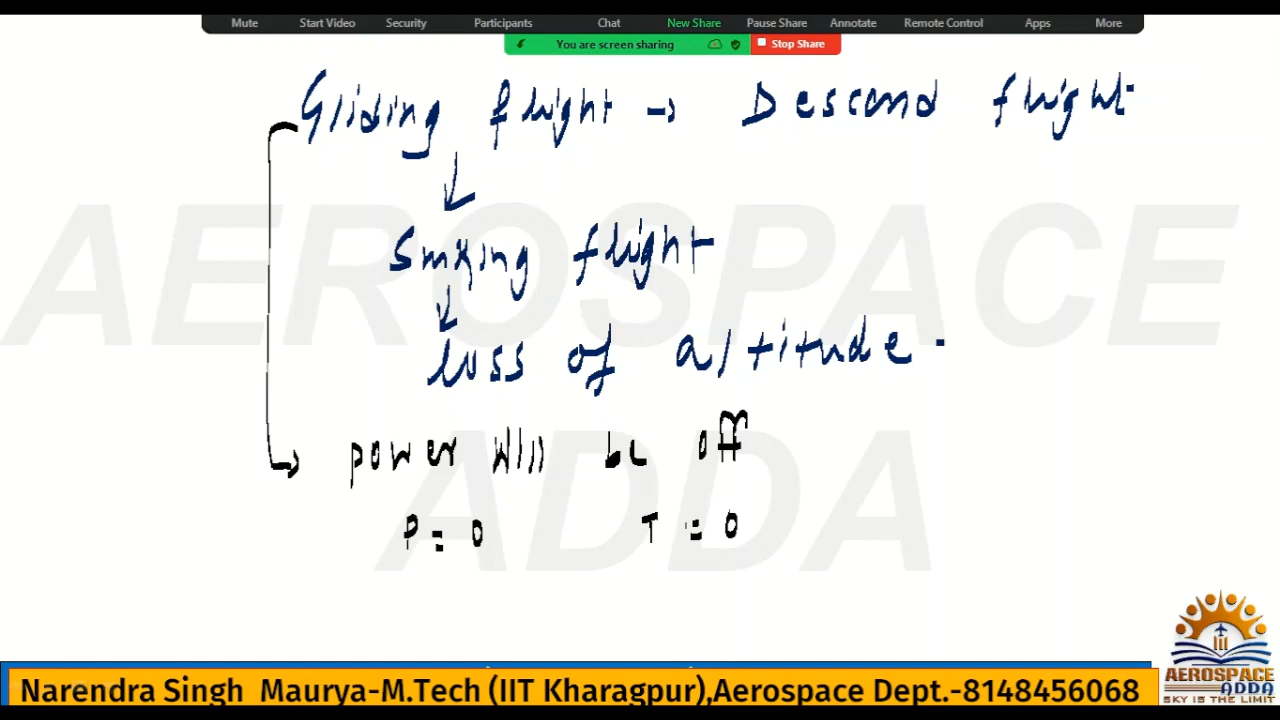 Mute Start Video Security Participants Chat New Share Pause Share Annotate Remote Control Apps More
You are screen sharing Stop Share
Gliding flight → Descend flight
Sinking flight
loss of altitude
power will be off
P = 0 T = 0
AEROSPACE
ADDA
AEROSPACE
ADDA
SKY IS THE LIMIT
Narendra Singh Maurya-M.Tech (IIT Kharagpur),Aerospace Dept.-8148456068